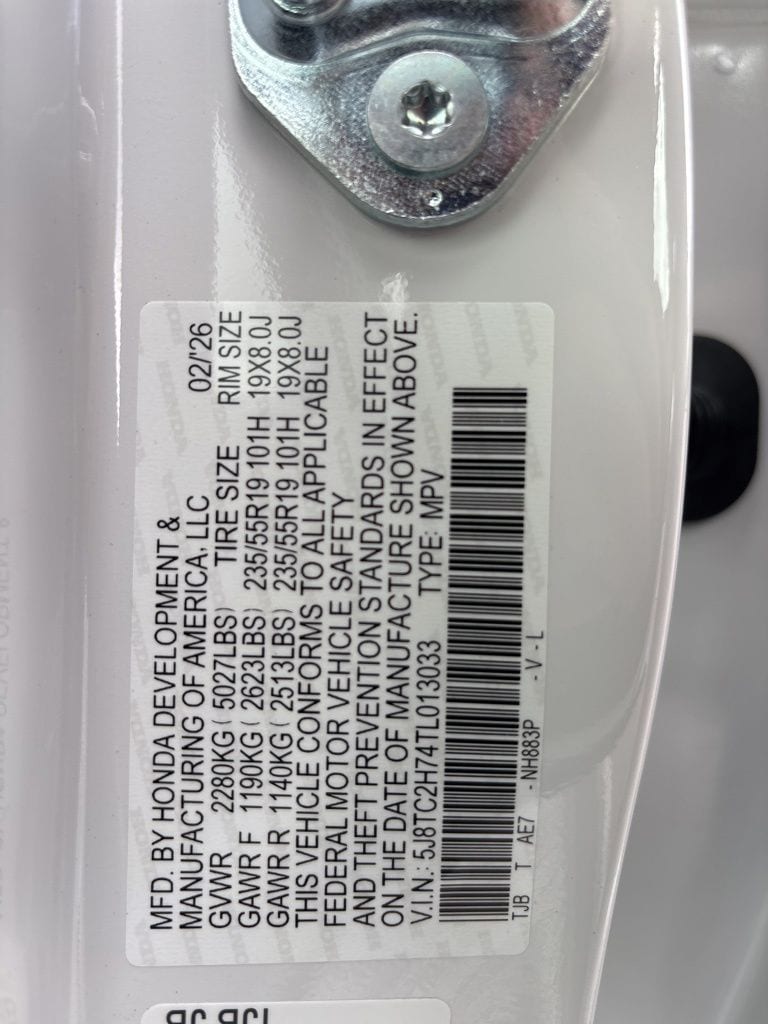 MFD. BY HONDA DEVELOPMENT &
MANUFACTURING OF AMERICA, LLC 02/'26
GVWR 2280KG ( 5027LBS) TIRE SIZE RIM SIZE
GAWR F 1190KG ( 2623LBS) 235/55R19 101H 19X8.0J
GAWR R 1140KG ( 2513LBS) 235/55R19 101H 19X8.0J
THIS VEHICLE CONFORMS TO ALL APPLICABLE
FEDERAL MOTOR VEHICLE SAFETY
AND THEFT PREVENTION STANDARDS IN EFFECT
ON THE DATE OF MANUFACTURE SHOWN ABOVE.
V.I.N.: 5J8TC2H74TL013033 TYPE: MPV
TJB T AE7 - NH883P - V - L